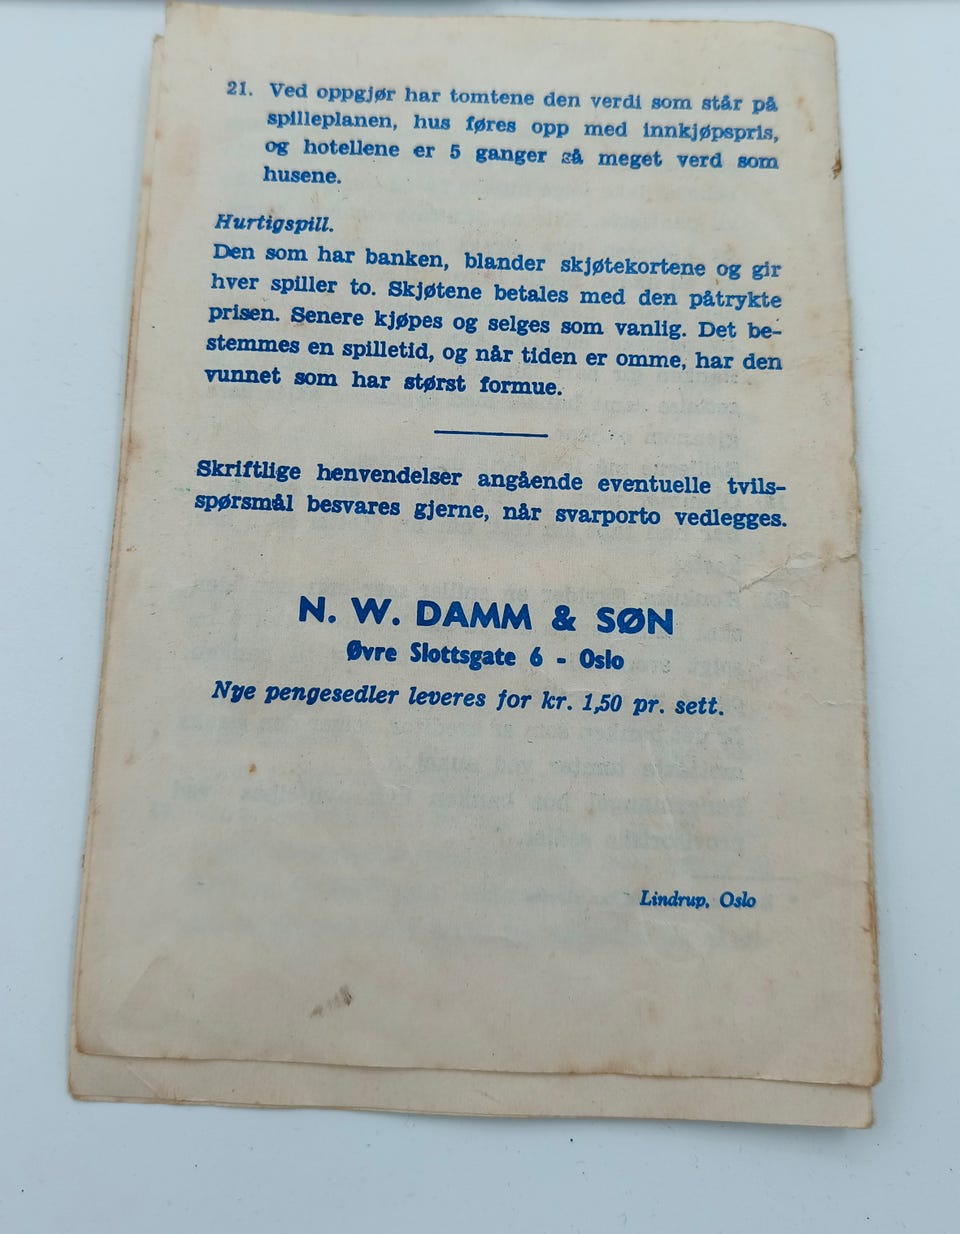 21. Ved oppgjør har tomtene den verdi som står på
spilleplanen, hus føres opp med innkjøpspris,
og hotellene er 5 ganger så meget verd som
husene.
Hurtigspill.
Den som har banken, blander skjøtekortene og gir
hver spiller to. Skjøtene betales med den påtrykte
prisen. Senere kjøpes og selges som vanlig. Det be-
stemmes en spilletid, og når tiden er omme, har den
vunnet som har størst formue.
Skriftlige henvendelser angående eventuelle tvils-
spørsmål besvares gjerne, når svarporto vedlegges.
N. W. DAMM & SØN
Øvre Slottsgate 6 - Oslo
Nye pengesedler leveres for kr. 1,50 pr. sett.
Lindrup, Oslo